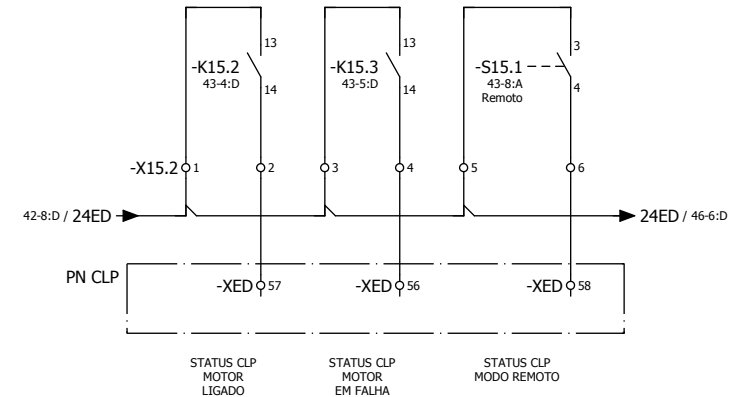 13
-K15.2
43-4:D
14
13
-K15.3
43-5:D
14
3
-S15.1
43-8:A
4
Remoto
-X15.2 1 2 3 4 5 6
42-8:D / 24ED
24ED / 46-6:D
PN CLP
-XED 57
-XED 56
-XED 58
STATUS CLP
MOTOR
LIGADO
STATUS CLP
MOTOR
EM FALHA
STATUS CLP
MODO REMOTO